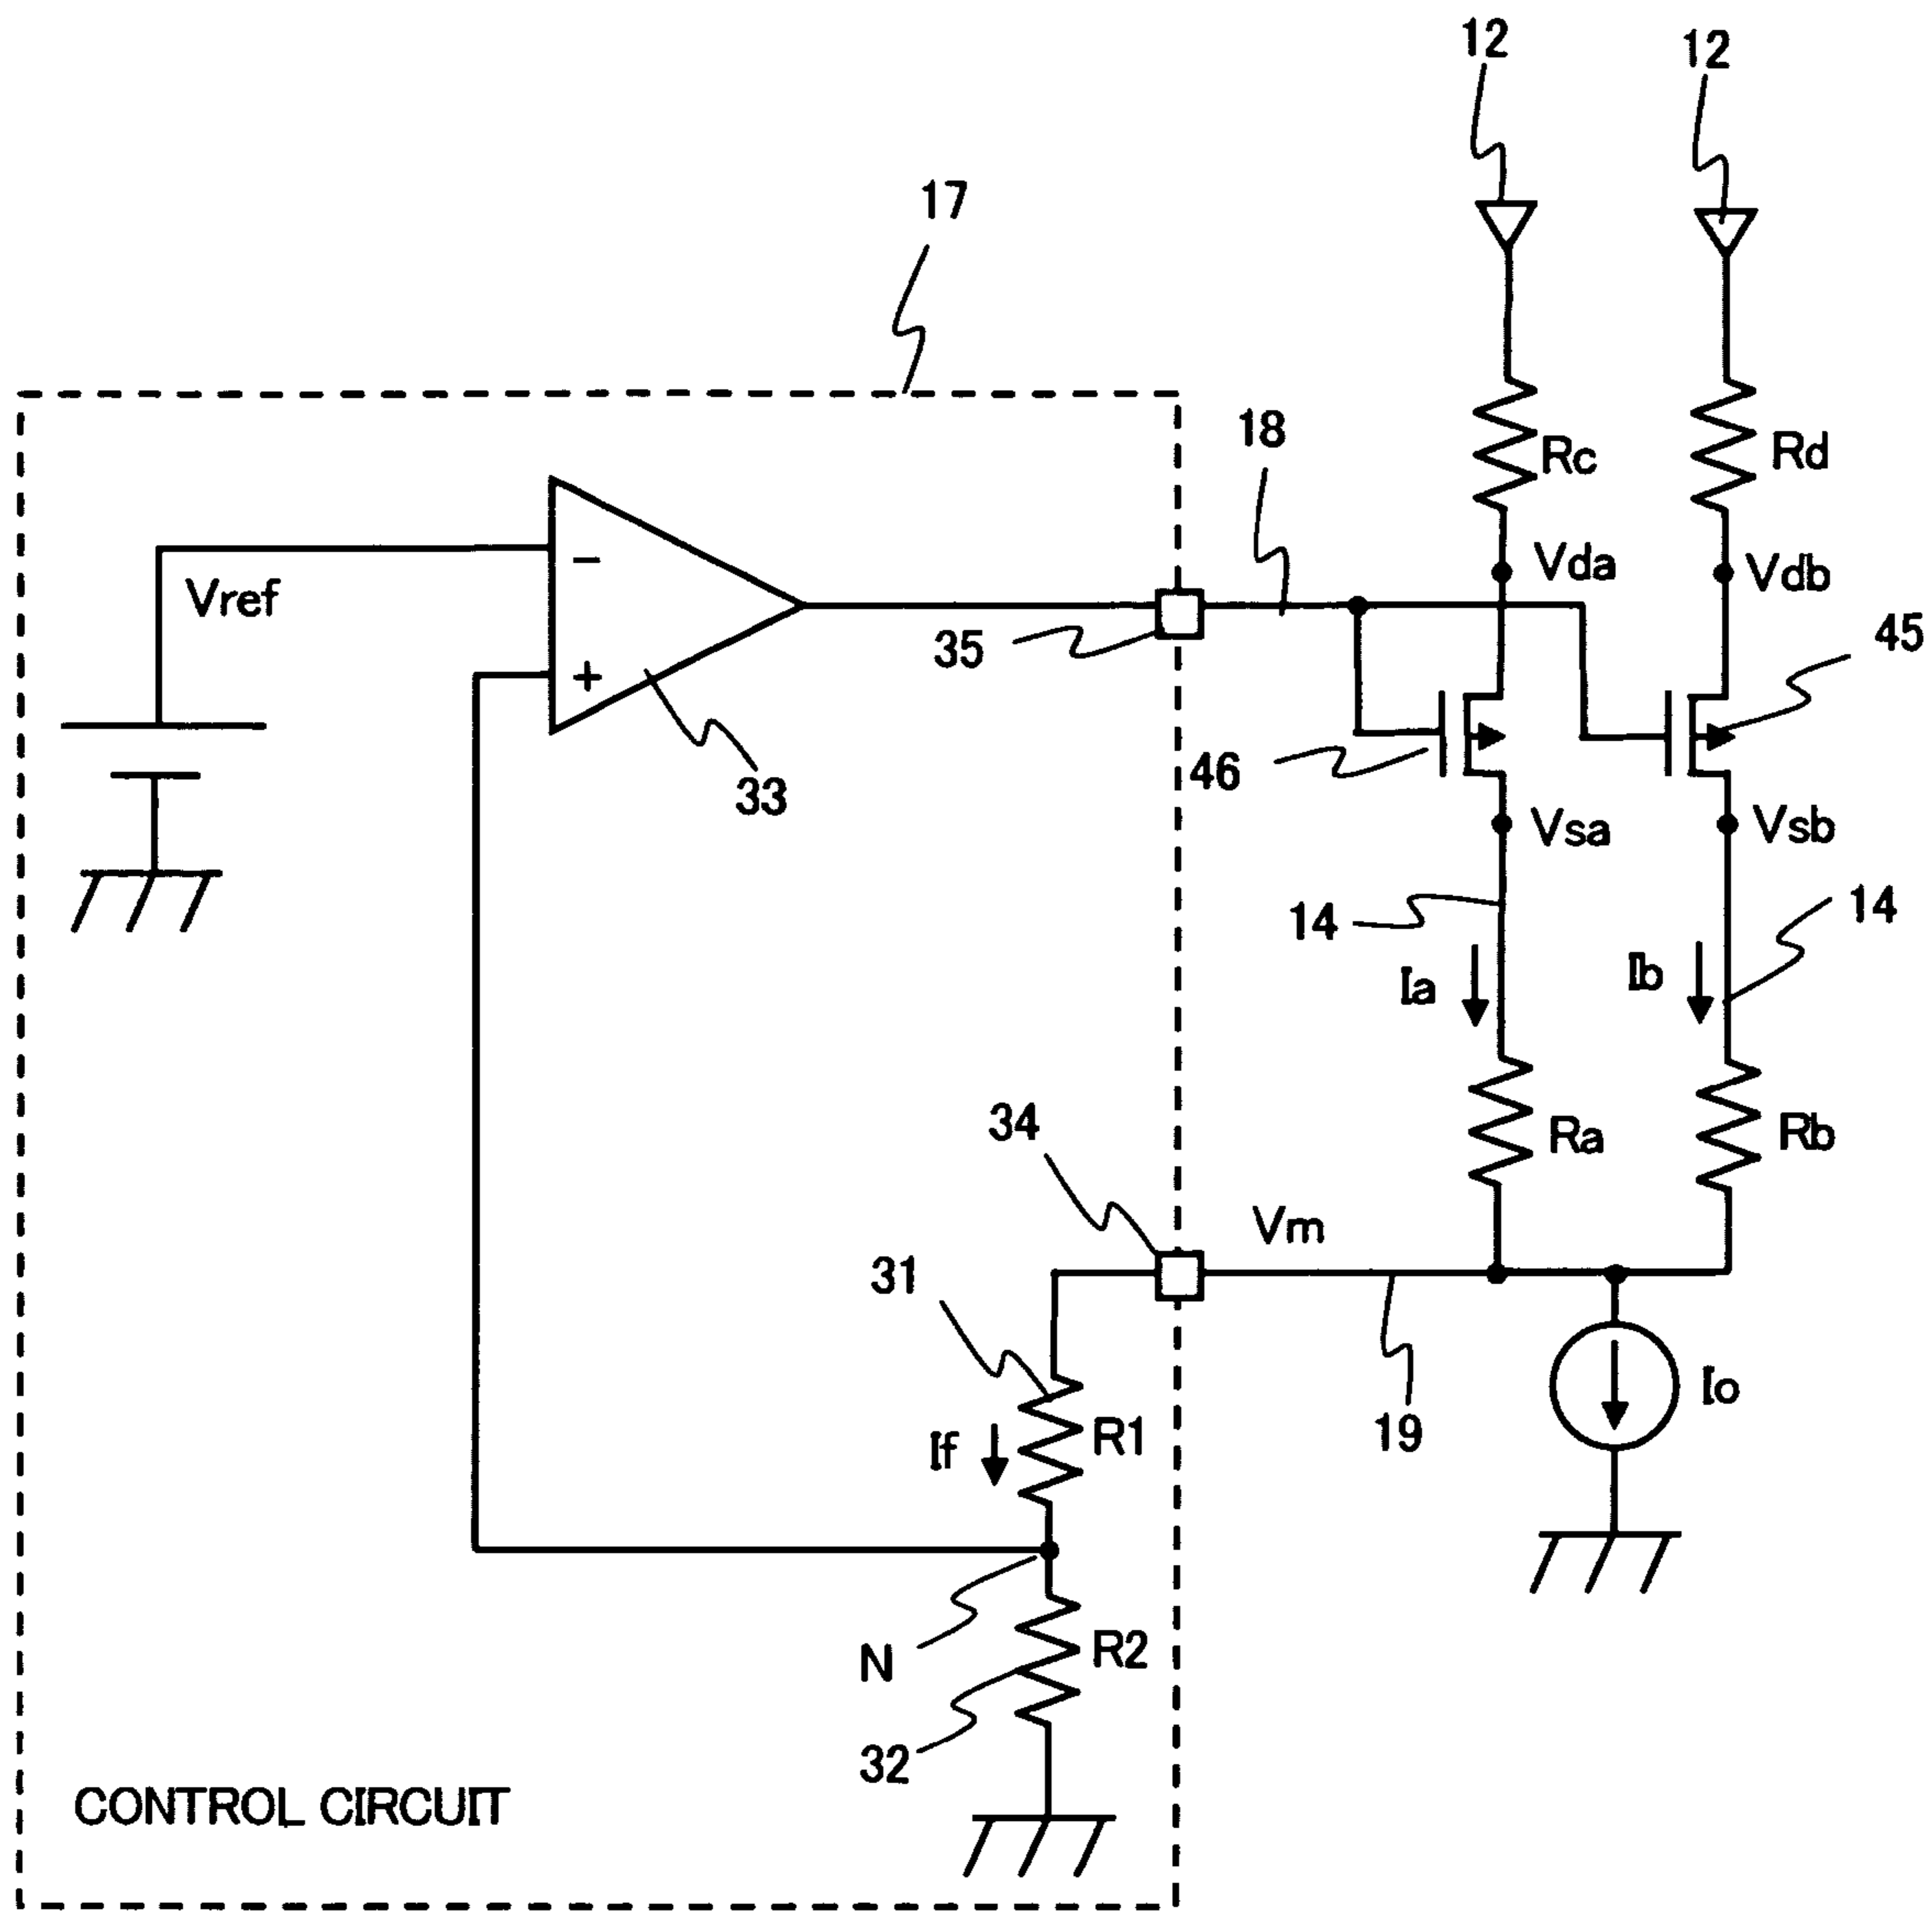 12
12
17
18
Rc
Rd
Vda
Vdb
Vref
−
+
35
45
46
33
Vsa
Vsb
14
14
Ia
Ib
34
Ra
Rb
Vm
31
If
R1
19
Io
N
R2
32
CONTROL CIRCUIT